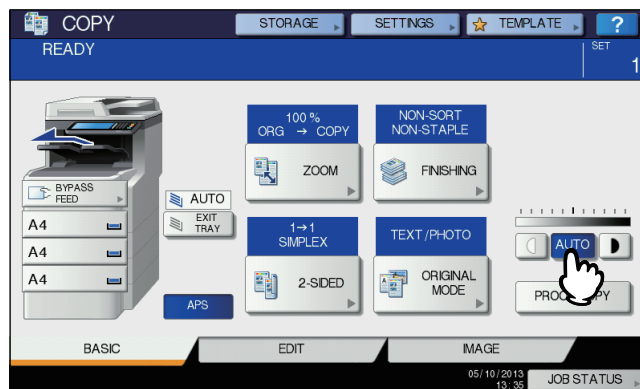 COPY
STORAGE
SETTINGS
TEMPLATE
?
READY
SET
1
100 %
ORG → COPY
NON-SORT
NON-STAPLE
ZOOM
FINISHING
BYPASS
FEED
AUTO
EXIT
TRAY
A4
A4
A4
1→1
SIMPLEX
TEXT/PHOTO
2-SIDED
ORIGINAL
MODE
AUTO
APS
BASIC
EDIT
IMAGE
05/10/2013
13:35
JOB STATUS